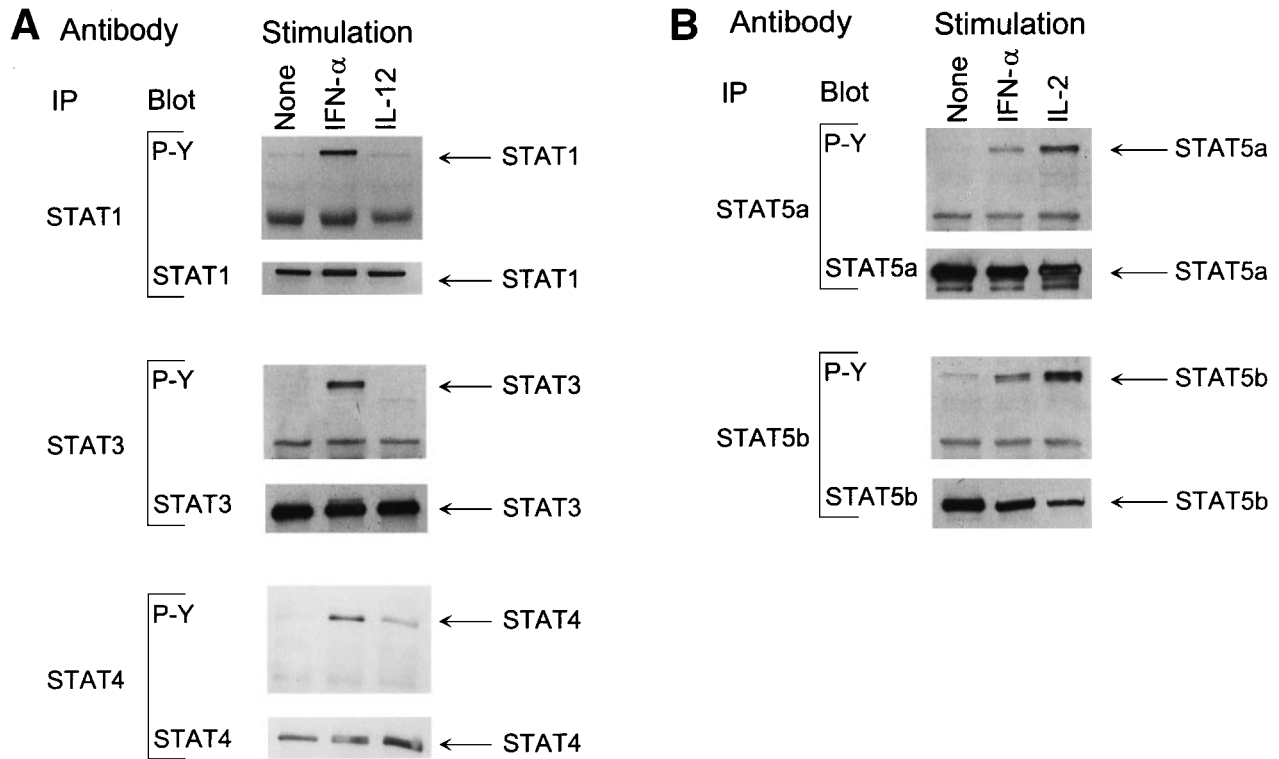 A Antibody Stimulation
IP Blot None IFN-α IL-12
P-Y STAT1
STAT1
STAT1 STAT1
P-Y STAT3
STAT3
STAT3 STAT3
P-Y STAT4
STAT4
STAT4 STAT4
B Antibody Stimulation
IP Blot None IFN-α IL-2
P-Y STAT5a
STAT5a
STAT5a STAT5a
P-Y STAT5b
STAT5b
STAT5b STAT5b